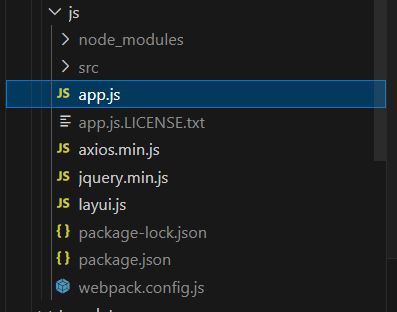 js
node_modules
src
JS app.js
app.js.LICENSE.txt
JS axios.min.js
JS jquery.min.js
JS layui.js
{} package-lock.json
{} package.json
webpack.config.js